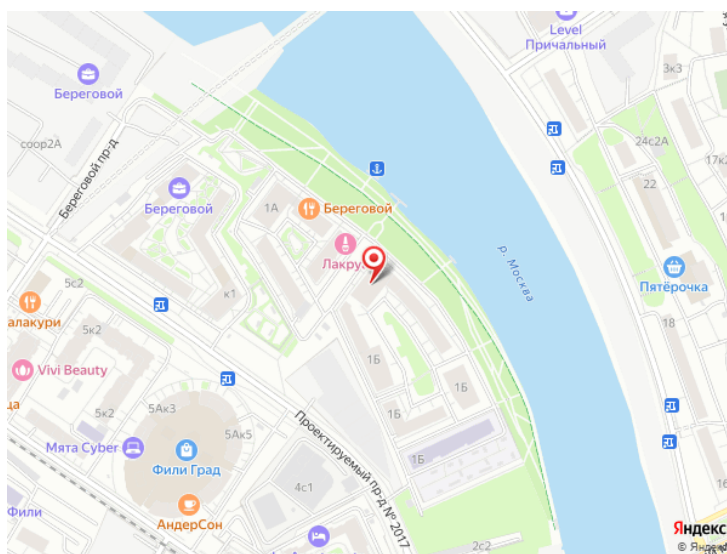 Level
Причальный
3к3
Береговой
24с2А
соор2А
17к
Береговой пр-д
22
Береговой
1А
Береговой
р. Москва
Пятёрочка
5с2
к1
18
5к2
Vivi Beauty
1Б
1Б
5к2
1Б
5Ак3
Проектируемый пр-д № 2017
5Ак5
1Б
Мята Cyber
Фили Град
4с1
16
Фили
АндерСон
Яндекс
2с2